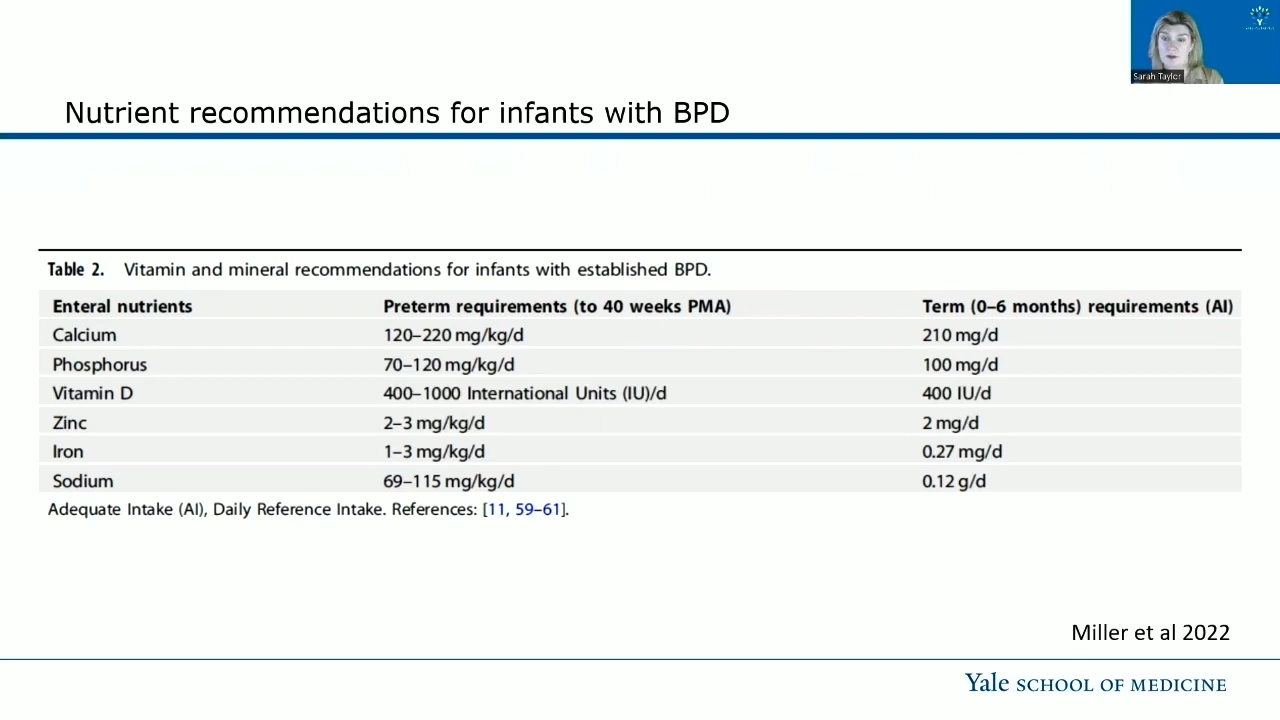 Sarah Taylor
Nutrient recommendations for infants with BPD
Table 2. Vitamin and mineral recommendations for infants with established BPD.
Enteral nutrients Preterm requirements (to 40 weeks PMA) Term (0–6 months) requirements (AI)
Calcium 120–220 mg/kg/d 210 mg/d
Phosphorus 70–120 mg/kg/d 100 mg/d
Vitamin D 400–1000 International Units (IU)/d 400 IU/d
Zinc 2–3 mg/kg/d 2 mg/d
Iron 1–3 mg/kg/d 0.27 mg/d
Sodium 69–115 mg/kg/d 0.12 g/d
Adequate Intake (AI), Daily Reference Intake. References: [11, 59–61].
Miller et al 2022
Yale SCHOOL OF MEDICINE